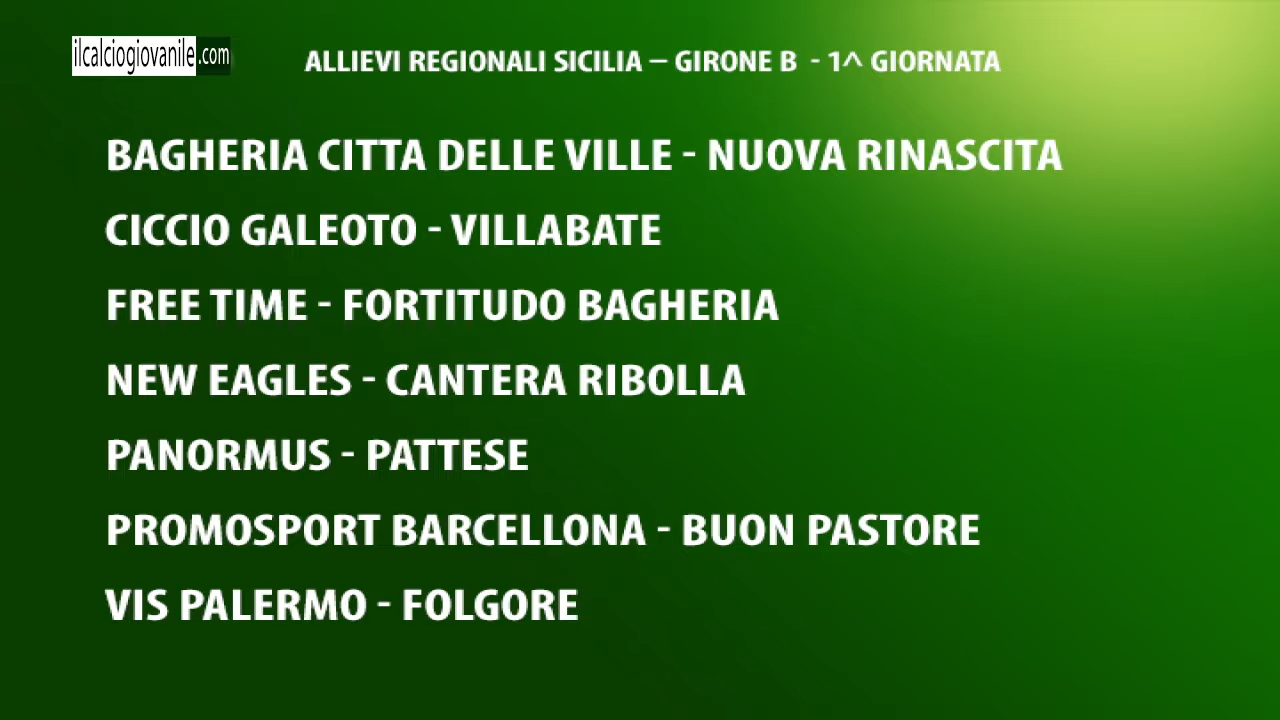 ilcalciogiovanile.com
ALLIEVI REGIONALI SICILIA – GIRONE B - 1^ GIORNATA
BAGHERIA CITTA DELLE VILLE - NUOVA RINASCITA
CICCIO GALEOTO - VILLABATE
FREE TIME - FORTITUDO BAGHERIA
NEW EAGLES - CANTERA RIBOLLA
PANORMUS - PATTESE
PROMOSPORT BARCELLONA - BUON PASTORE
VIS PALERMO - FOLGORE